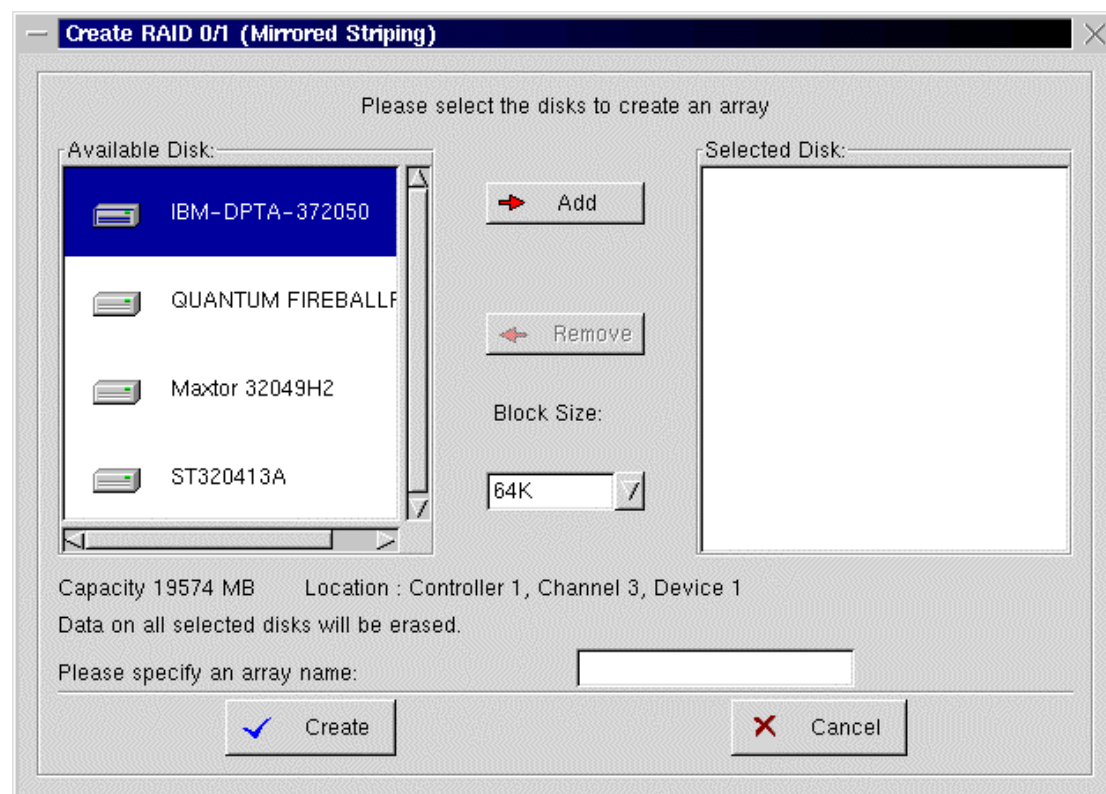 Create RAID 0/1 (Mirrored Striping)
Please select the disks to create an array
Available Disk:
IBM-DPTA-372050
QUANTUM FIREBALLP
Maxtor 32049H2
ST320413A
Add
Remove
Block Size:
64K
Selected Disk:
Capacity 19574 MB Location : Controller 1, Channel 3, Device 1
Data on all selected disks will be erased.
Please specify an array name:
Create
Cancel